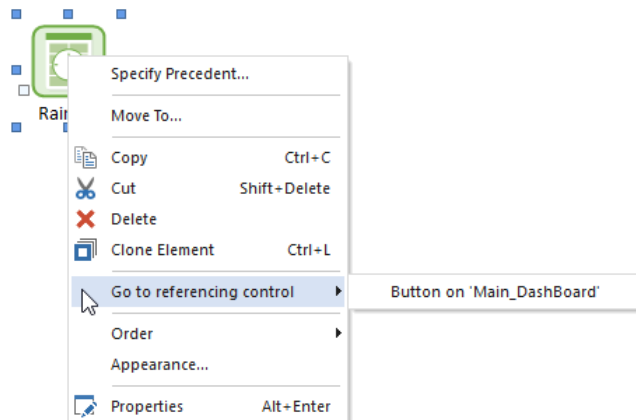 Rai
Specify Precedent...
Move To...
Copy Ctrl+C
Cut Shift+Delete
Delete
Clone Element Ctrl+L
Go to referencing control Button on 'Main_DashBoard'
Order
Appearance...
Properties Alt+Enter